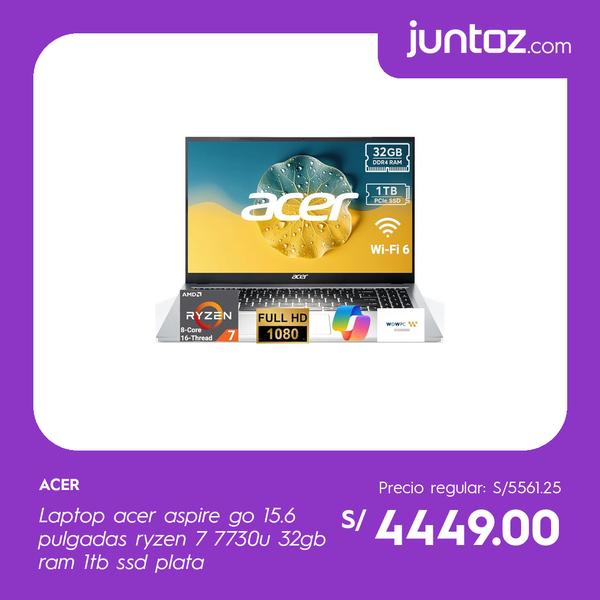 juntoz.com
32GB
DDR4 RAM
1TB
PCIe SSD
acer
Wi-Fi 6
acer
AMD
RYZEN
8-Core
16-Thread
7
FULL HD
1080
WOWPC
ACER
Laptop acer aspire go 15.6
pulgadas ryzen 7 7730u 32gb
ram 1tb ssd plata
Precio regular: S/5561.25
S/ 4449.00